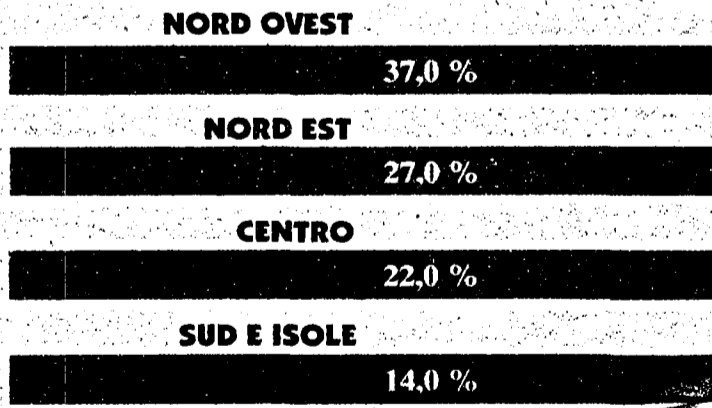 NORD OVEST
37,0 %
NORD EST
27,0 %
CENTRO
22,0 %
SUD E ISOLE
14,0 %